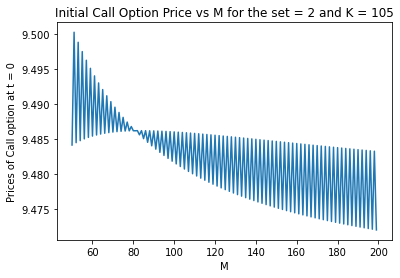 Initial Call Option Price vs M for the set = 2 and K = 105
Prices of Call option at t = 0
9.500
9.495
9.490
9.485
9.480
9.475
60 80 100 120 140 160 180 200
M